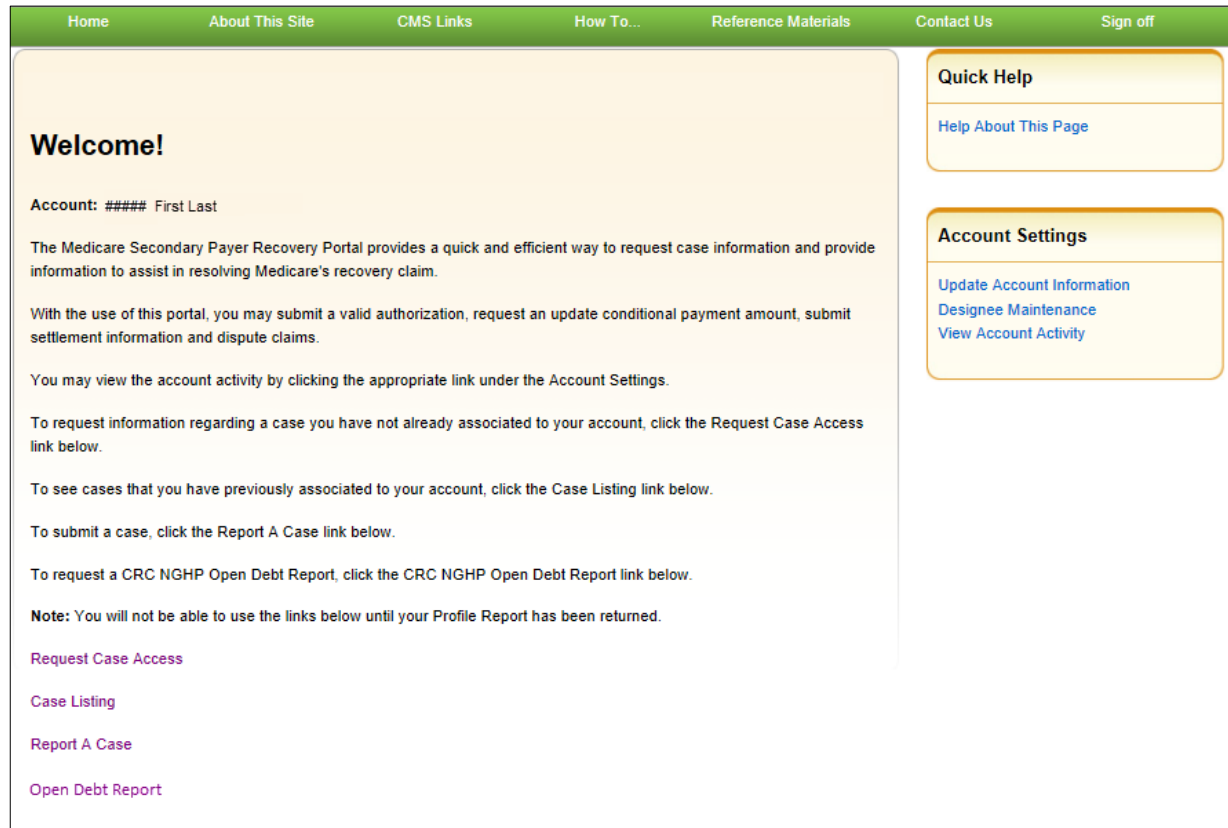 Home About This Site CMS Links How To... Reference Materials Contact Us Sign off
Welcome!
Account: ##### First Last
The Medicare Secondary Payer Recovery Portal provides a quick and efficient way to request case information and provide
information to assist in resolving Medicare's recovery claim.
With the use of this portal, you may submit a valid authorization, request an update conditional payment amount, submit
settlement information and dispute claims.
You may view the account activity by clicking the appropriate link under the Account Settings.
To request information regarding a case you have not already associated to your account, click the Request Case Access
link below.
To see cases that you have previously associated to your account, click the Case Listing link below.
To submit a case, click the Report A Case link below.
To request a CRC NGHP Open Debt Report, click the CRC NGHP Open Debt Report link below.
Note: You will not be able to use the links below until your Profile Report has been returned.
Request Case Access
Case Listing
Report A Case
Open Debt Report
Quick Help
Help About This Page
Account Settings
Update Account Information
Designee Maintenance
View Account Activity